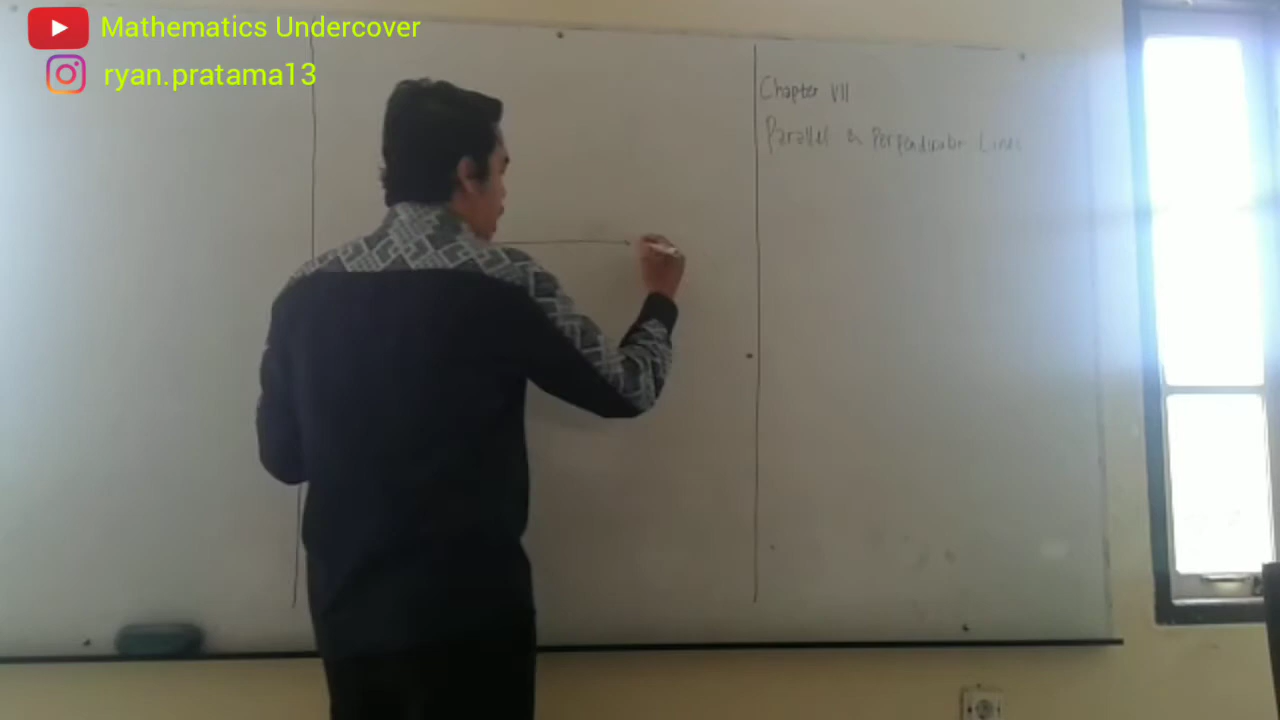 Mathematics Undercover
ryan.pratama13
Chapter VII
Parallel & Perpendicular Lines